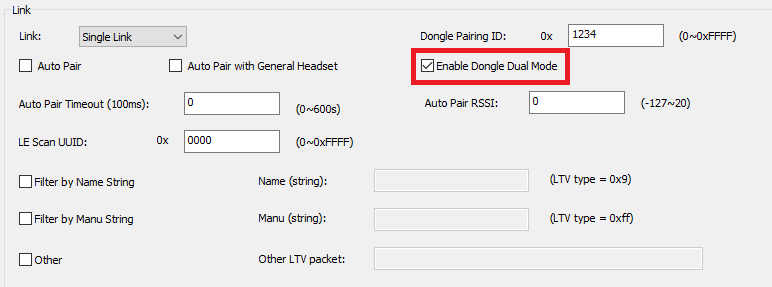 Link
Link: Single Link Dongle Pairing ID: 0x 1234 (0~0xFFFF)
Auto Pair Auto Pair with General Headset Enable Dongle Dual Mode
Auto Pair Timeout (100ms): 0 (0~600s) Auto Pair RSSI: 0 (-127~20)
LE Scan UUID: 0x 0000 (0~0xFFFF)
Filter by Name String Name (string): (LTV type = 0x9)
Filter by Manu String Manu (string): (LTV type = 0xff)
Other Other LTV packet: